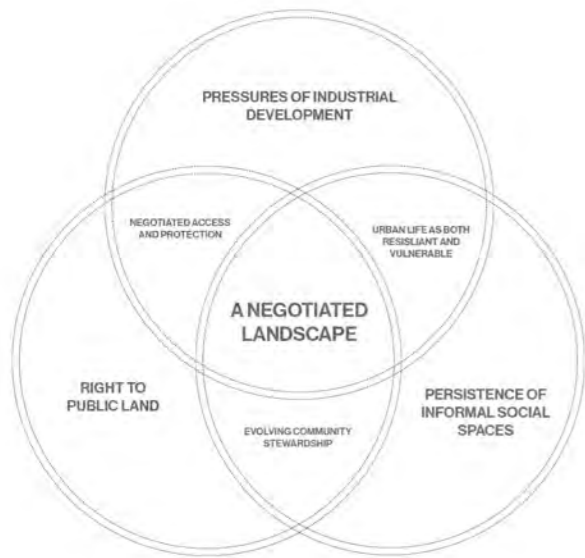 PRESSURES OF INDUSTRIAL
DEVELOPMENT
NEGOTIATED ACCESS
AND PROTECTION
URBAN LIFE AS BOTH
RESISLIANT AND
VULNERABLE
A NEGOTIATED
LANDSCAPE
RIGHT TO
PUBLIC LAND
PERSISTENCE OF
INFORMAL SOCIAL
SPACES
EVOLVING COMMUNITY
STEWARDSHIP